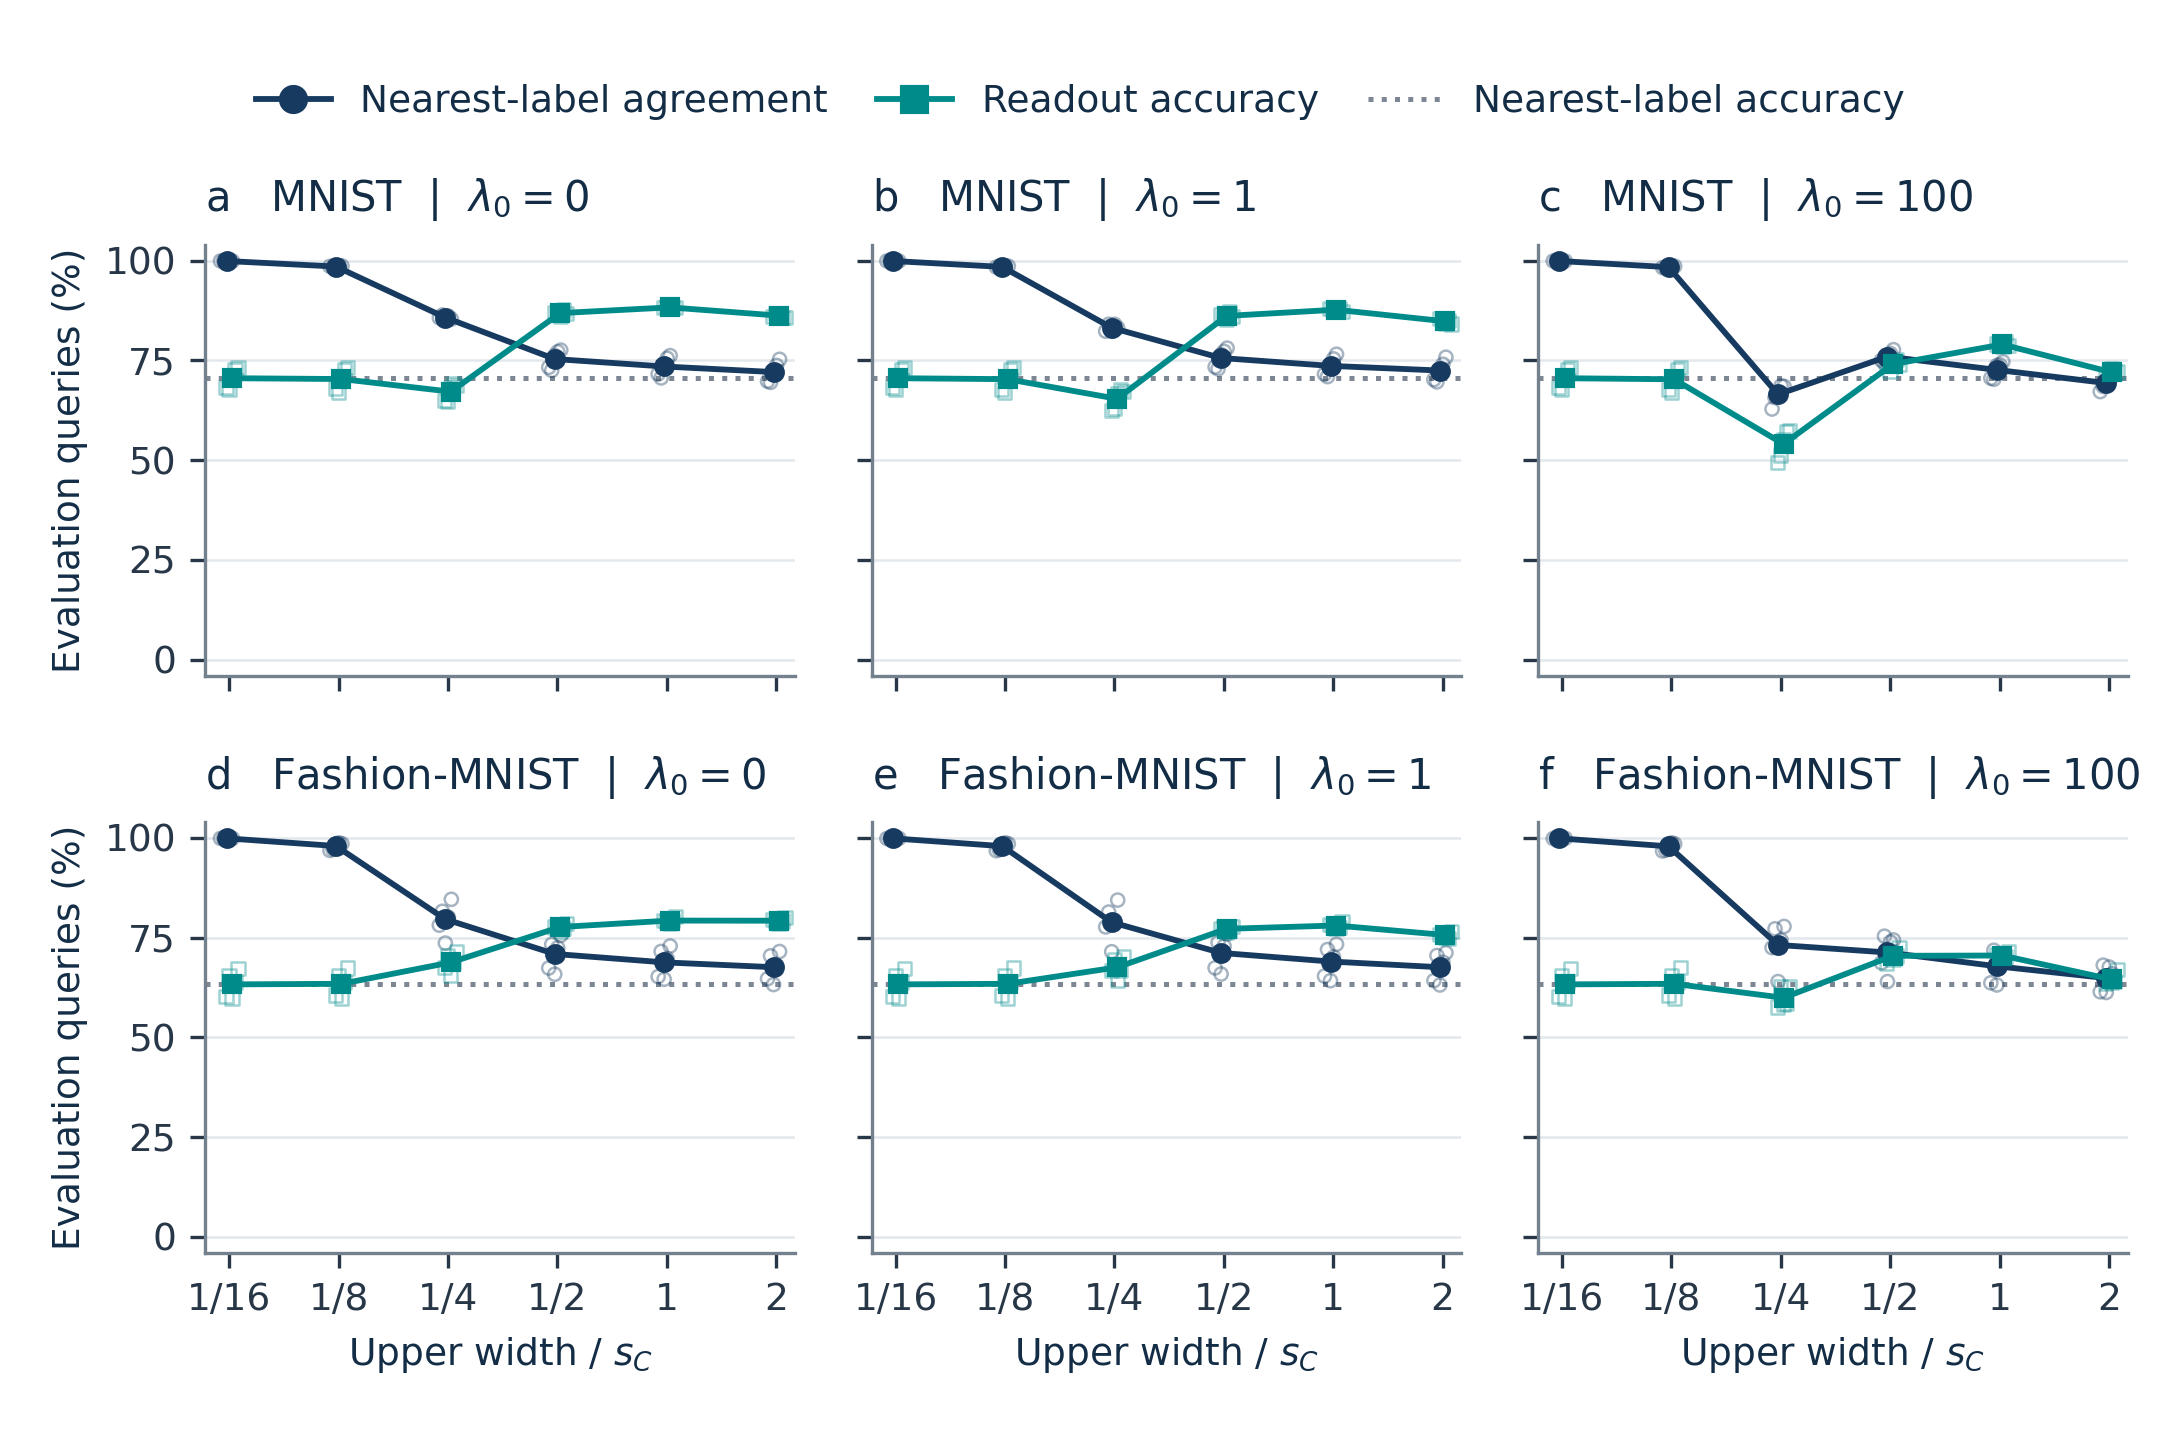 Nearest-label agreement Readout accuracy Nearest-label accuracy
a MNIST | λ₀ = 0
b MNIST | λ₀ = 1
c MNIST | λ₀ = 100
Evaluation queries (%)
100
75
50
25
0
d Fashion-MNIST | λ₀ = 0
e Fashion-MNIST | λ₀ = 1
f Fashion-MNIST | λ₀ = 100
Evaluation queries (%)
100
75
50
25
0
1/16 1/8 1/4 1/2 1 2
1/16 1/8 1/4 1/2 1 2
1/16 1/8 1/4 1/2 1 2
Upper width / s_C
Upper width / s_C
Upper width / s_C